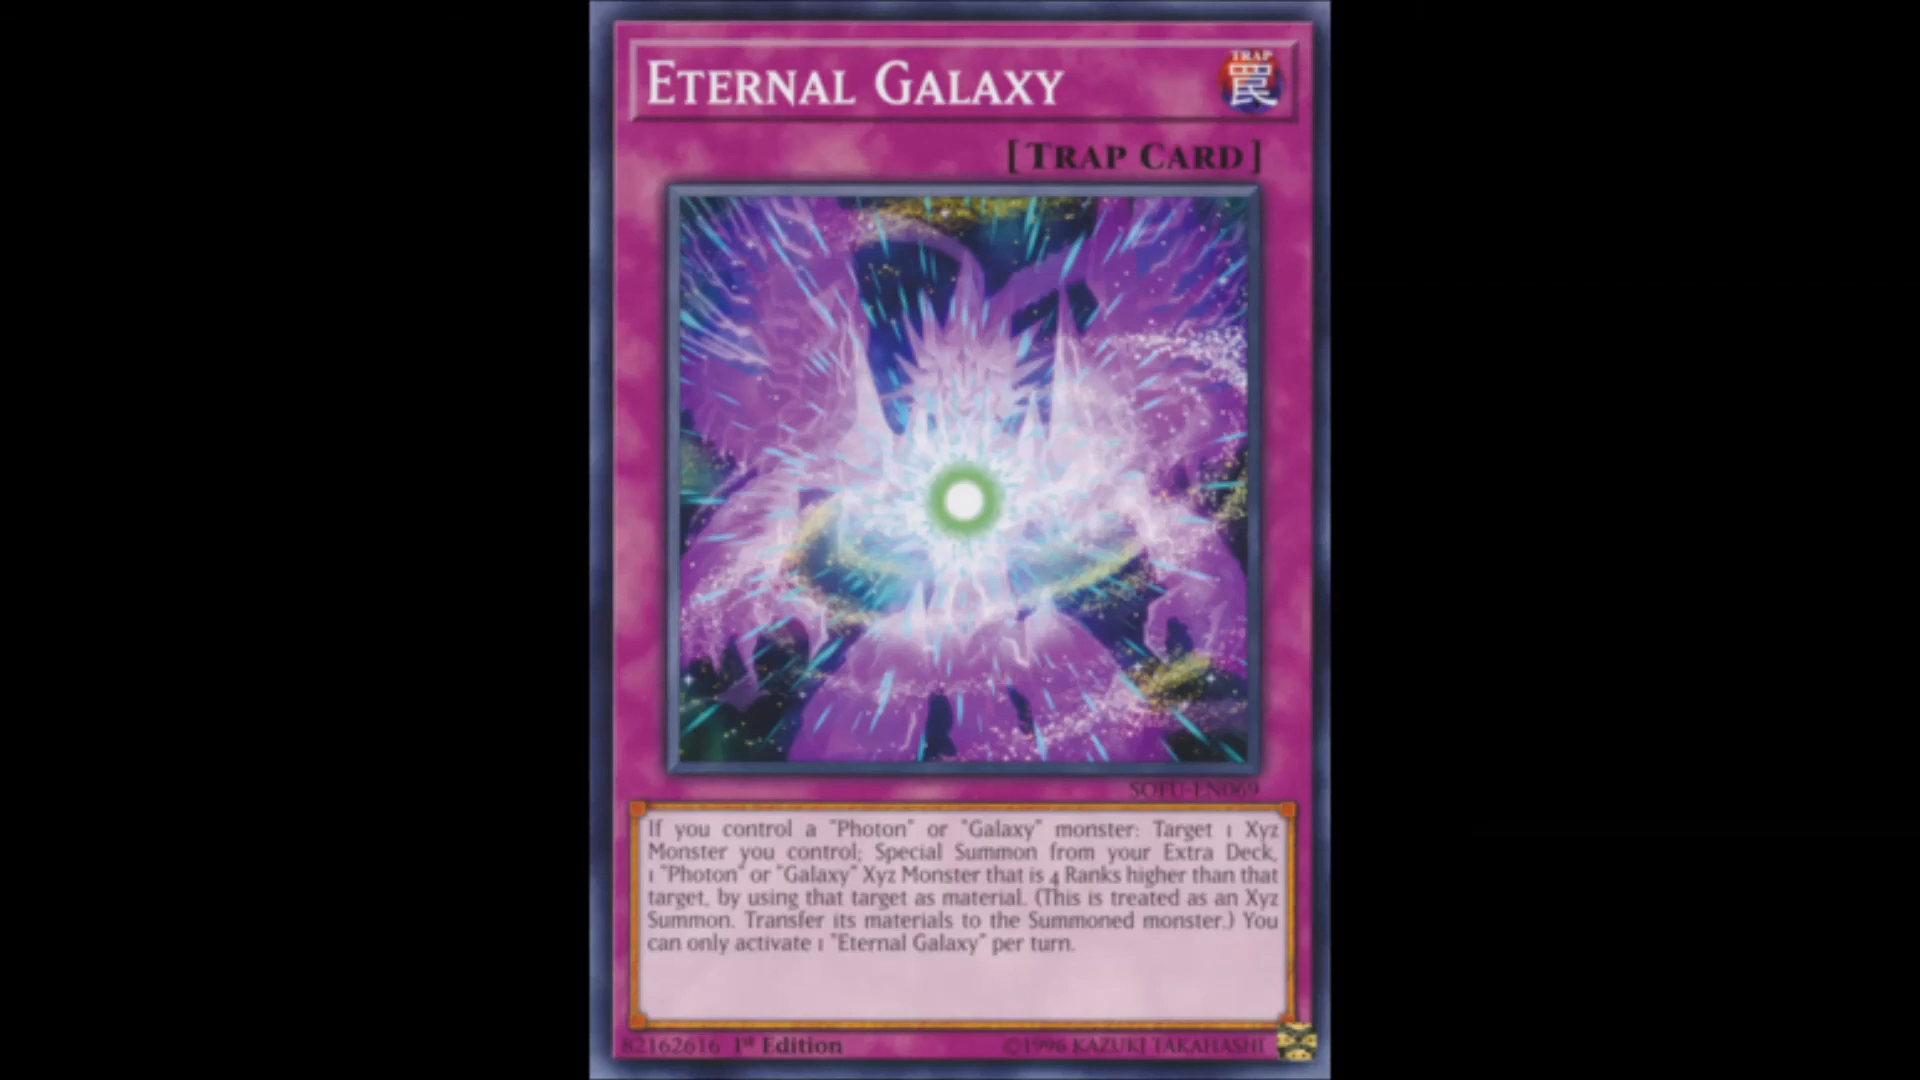 ETERNAL GALAXY
TRAP
罠
[TRAP CARD]
SOFU-EN069
If you control a "Photon" or "Galaxy" monster: Target 1 Xyz
Monster you control; Special Summon from your Extra Deck,
1 "Photon" or "Galaxy" Xyz Monster that is 4 Ranks higher than that
target, by using that target as material. (This is treated as an Xyz
Summon. Transfer its materials to the Summoned monster.) You
can only activate 1 "Eternal Galaxy" per turn.
82162616 1st Edition
©1996 KAZUKI TAKAHASHI